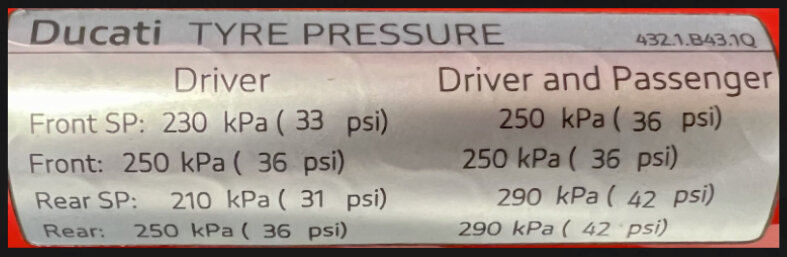 Ducati TYRE PRESSURE 432.1.B43.1Q
Driver Driver and Passenger
Front SP: 230 kPa ( 33 psi) 250 kPa ( 36 psi)
Front: 250 kPa ( 36 psi) 250 kPa ( 36 psi)
Rear SP: 210 kPa ( 31 psi) 290 kPa ( 42 psi)
Rear: 250 kPa ( 36 psi) 290 kPa ( 42 psi)